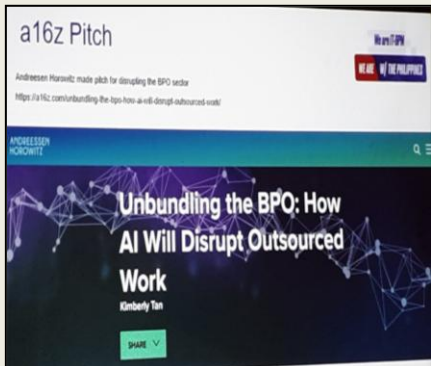 a16z Pitch
We are IT-BPM
WE ARE W/ THE PHILIPPINES
Andreesen Horowitz made pitch for disrupting the BPO sector
https://a16z.com/unbundling-the-bpo-how-ai-will-disrupt-outsourced-work/
ANDREESSEN
HOROWITZ
Unbundling the BPO: How
AI Will Disrupt Outsourced
Work
Kimberly Tan
SHARE